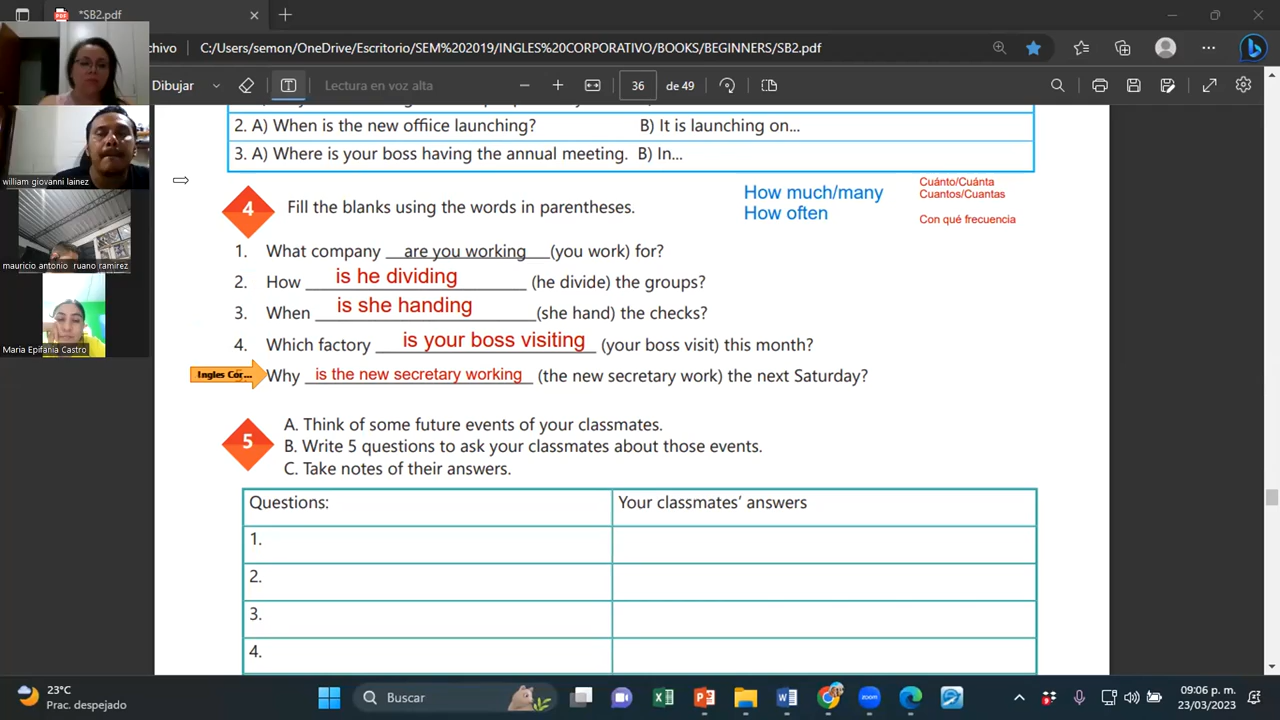 *SB2.pdf
chivo C:/Users/semon/OneDrive/Escritorio/SEM%202019/INGLES%20CORPORATIVO/BOOKS/BEGINNERS/SB2.pdf
Dibujar Lectura en voz alta 36 de 49
2. A) When is the new offiice launching? B) It is launching on...
3. A) Where is your boss having the annual meeting. B) In...
william giovanni lainez
mauricio antonio ruano ramirez
Maria Epifania Castro
How much/many
How often
Cuánto/Cuánta
Cuantos/Cuantas
Con qué frecuencia
4 Fill the blanks using the words in parentheses.
1. What company are you working (you work) for?
2. How is he dividing (he divide) the groups?
3. When is she handing (she hand) the checks?
4. Which factory is your boss visiting (your boss visit) this month?
Ingles Cor... Why is the new secretary working (the new secretary work) the next Saturday?
5 A. Think of some future events of your classmates.
B. Write 5 questions to ask your classmates about those events.
C. Take notes of their answers.
Questions: Your classmates’ answers
1.
2.
3.
4.
23°C
Prac. despejado
Buscar
zoom
09:06 p. m.
23/03/2023